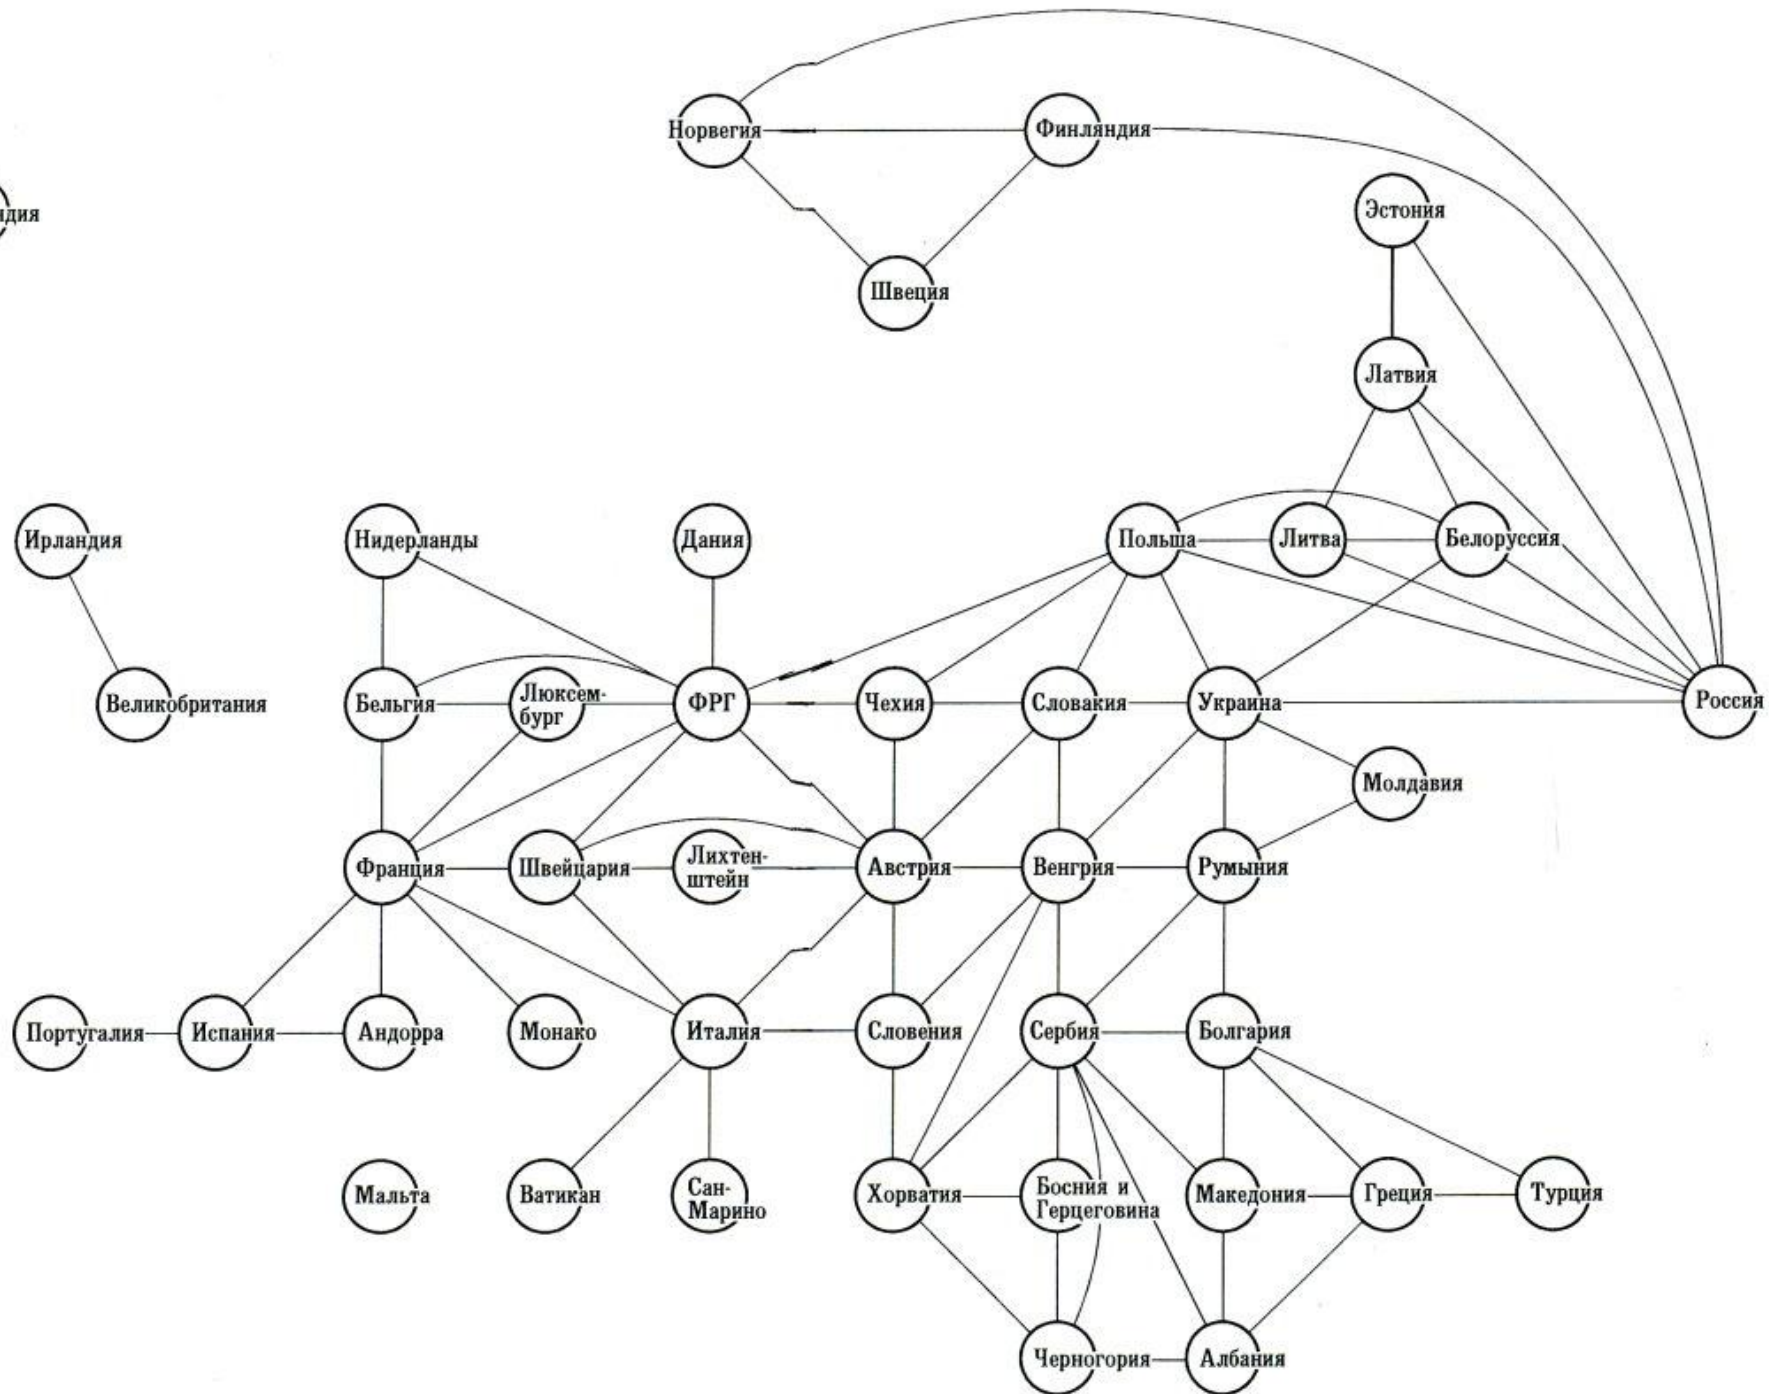 Норвегия
Финляндия
ндия
Эстония
Швеция
Латвия
Ирландия
Нидерланды
Дания
Польша
Литва
Белоруссия
Великобритания
Бельгия
Люксем-
бург
ФРГ
Чехия
Словакия
Украина
Россия
Молдавия
Франция
Швейцария
Лихтен-
штейн
Австрия
Венгрия
Румыния
Португалия
Испания
Андорра
Монако
Италия
Словения
Сербия
Болгария
Мальта
Ватикан
Сан-
Марино
Хорватия
Босния и
Герцеговина
Македония
Греция
Турция
Черногория
Албания